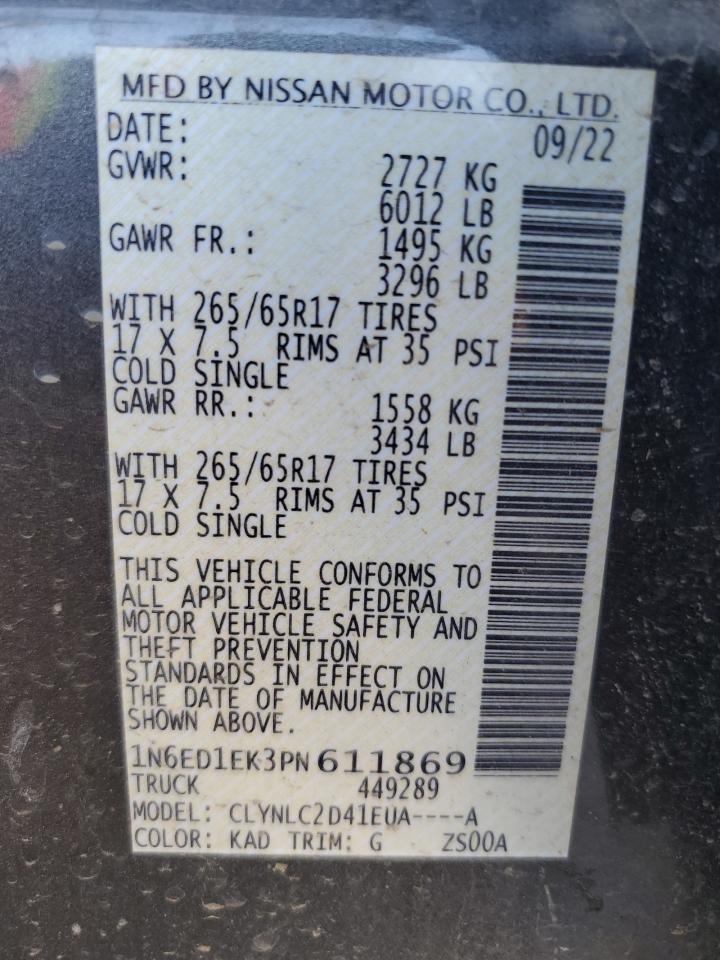 MFD BY NISSAN MOTOR CO., LTD.
DATE: 09/22
GVWR: 2727 KG
6012 LB
GAWR FR.: 1495 KG
3296 LB
WITH 265/65R17 TIRES
17 X 7.5 RIMS AT 35 PSI
COLD SINGLE
GAWR RR.: 1558 KG
3434 LB
WITH 265/65R17 TIRES
17 X 7.5 RIMS AT 35 PSI
COLD SINGLE
THIS VEHICLE CONFORMS TO
ALL APPLICABLE FEDERAL
MOTOR VEHICLE SAFETY AND
THEFT PREVENTION
STANDARDS IN EFFECT ON
THE DATE OF MANUFACTURE
SHOWN ABOVE.
1N6ED1EK3PN611869
TRUCK 449289
MODEL: CLYNLC2D41EUA----A
COLOR: KAD TRIM: G ZS00A